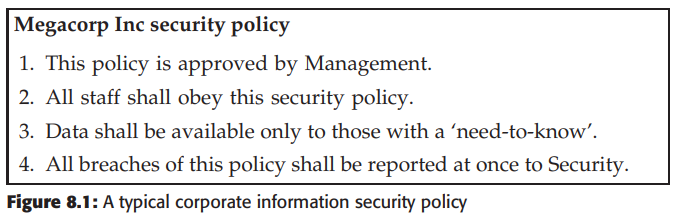 Megacorp Inc security policy
1. This policy is approved by Management.
2. All staff shall obey this security policy.
3. Data shall be available only to those with a ‘need-to-know’.
4. All breaches of this policy shall be reported at once to Security.
Figure 8.1: A typical corporate information security policy